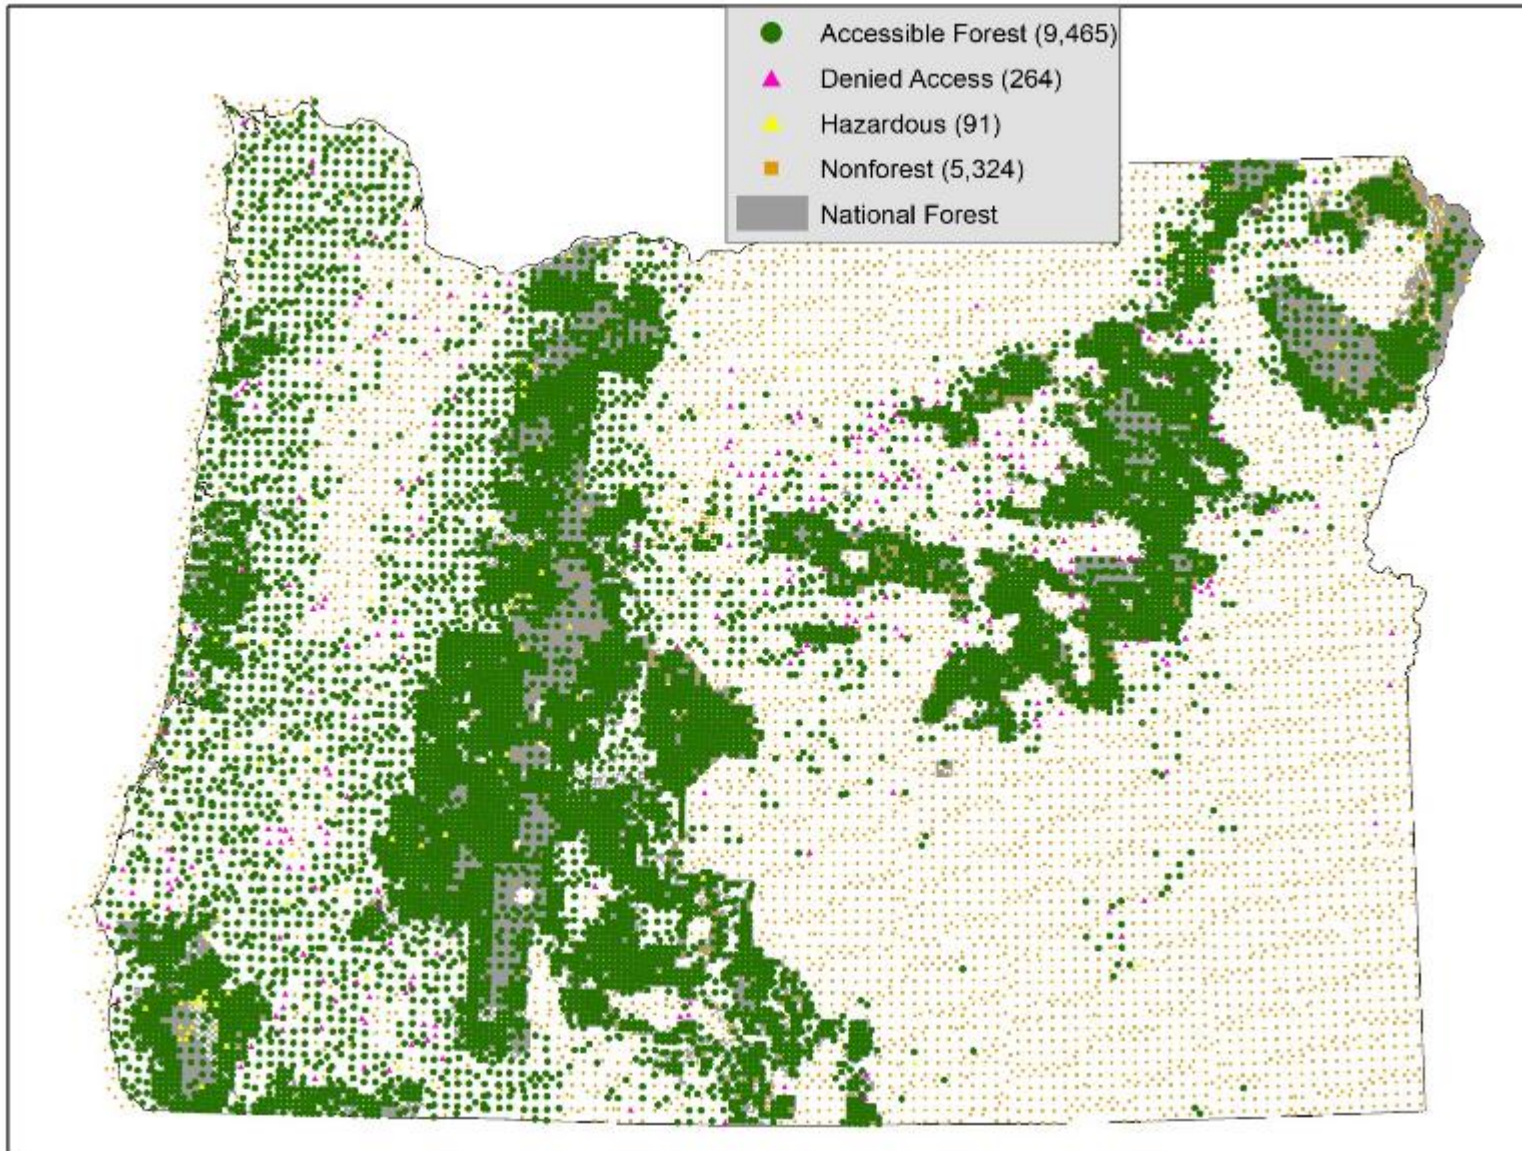 Accessible Forest (9,465)
Denied Access (264)
Hazardous (91)
Nonforest (5,324)
National Forest